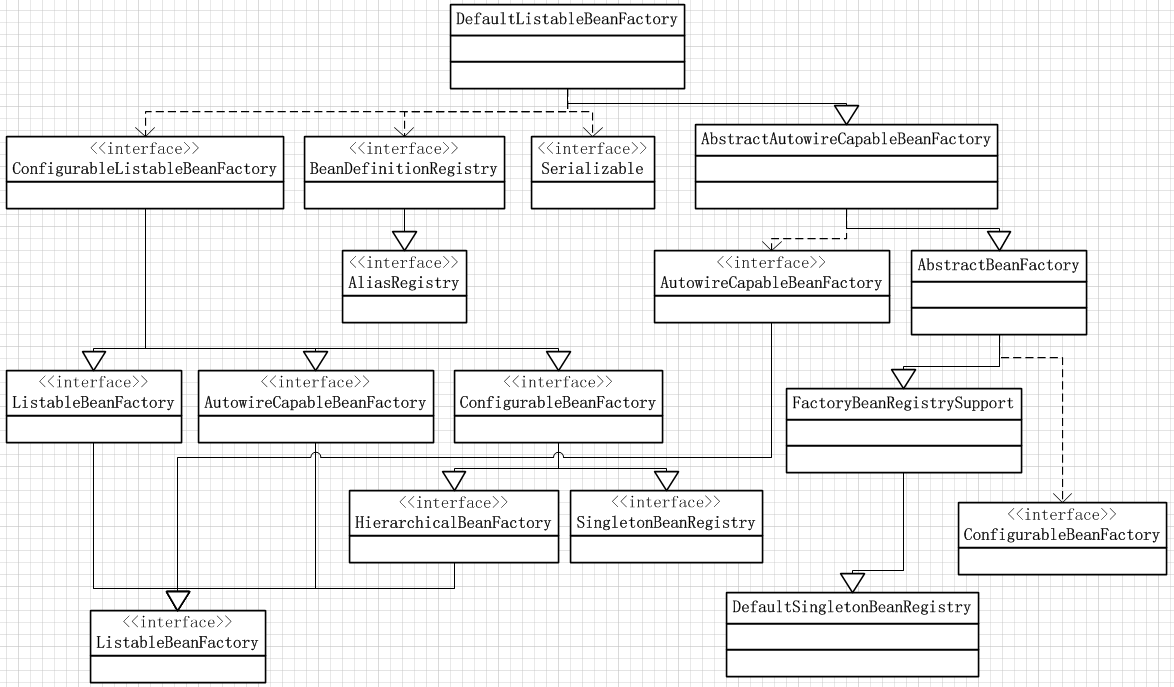 DefaultListableBeanFactory
<<interface>>
ConfigurableListableBeanFactory
<<interface>>
BeanDefinitionRegistry
<<interface>>
Serializable
AbstractAutowireCapableBeanFactory
<<interface>>
AliasRegistry
<<interface>>
AutowireCapableBeanFactory
AbstractBeanFactory
<<interface>>
ListableBeanFactory
<<interface>>
AutowireCapableBeanFactory
<<interface>>
ConfigurableBeanFactory
FactoryBeanRegistrySupport
<<interface>>
HierarchicalBeanFactory
<<interface>>
SingletonBeanRegistry
<<interface>>
ConfigurableBeanFactory
<<interface>>
ListableBeanFactory
DefaultSingletonBeanRegistry